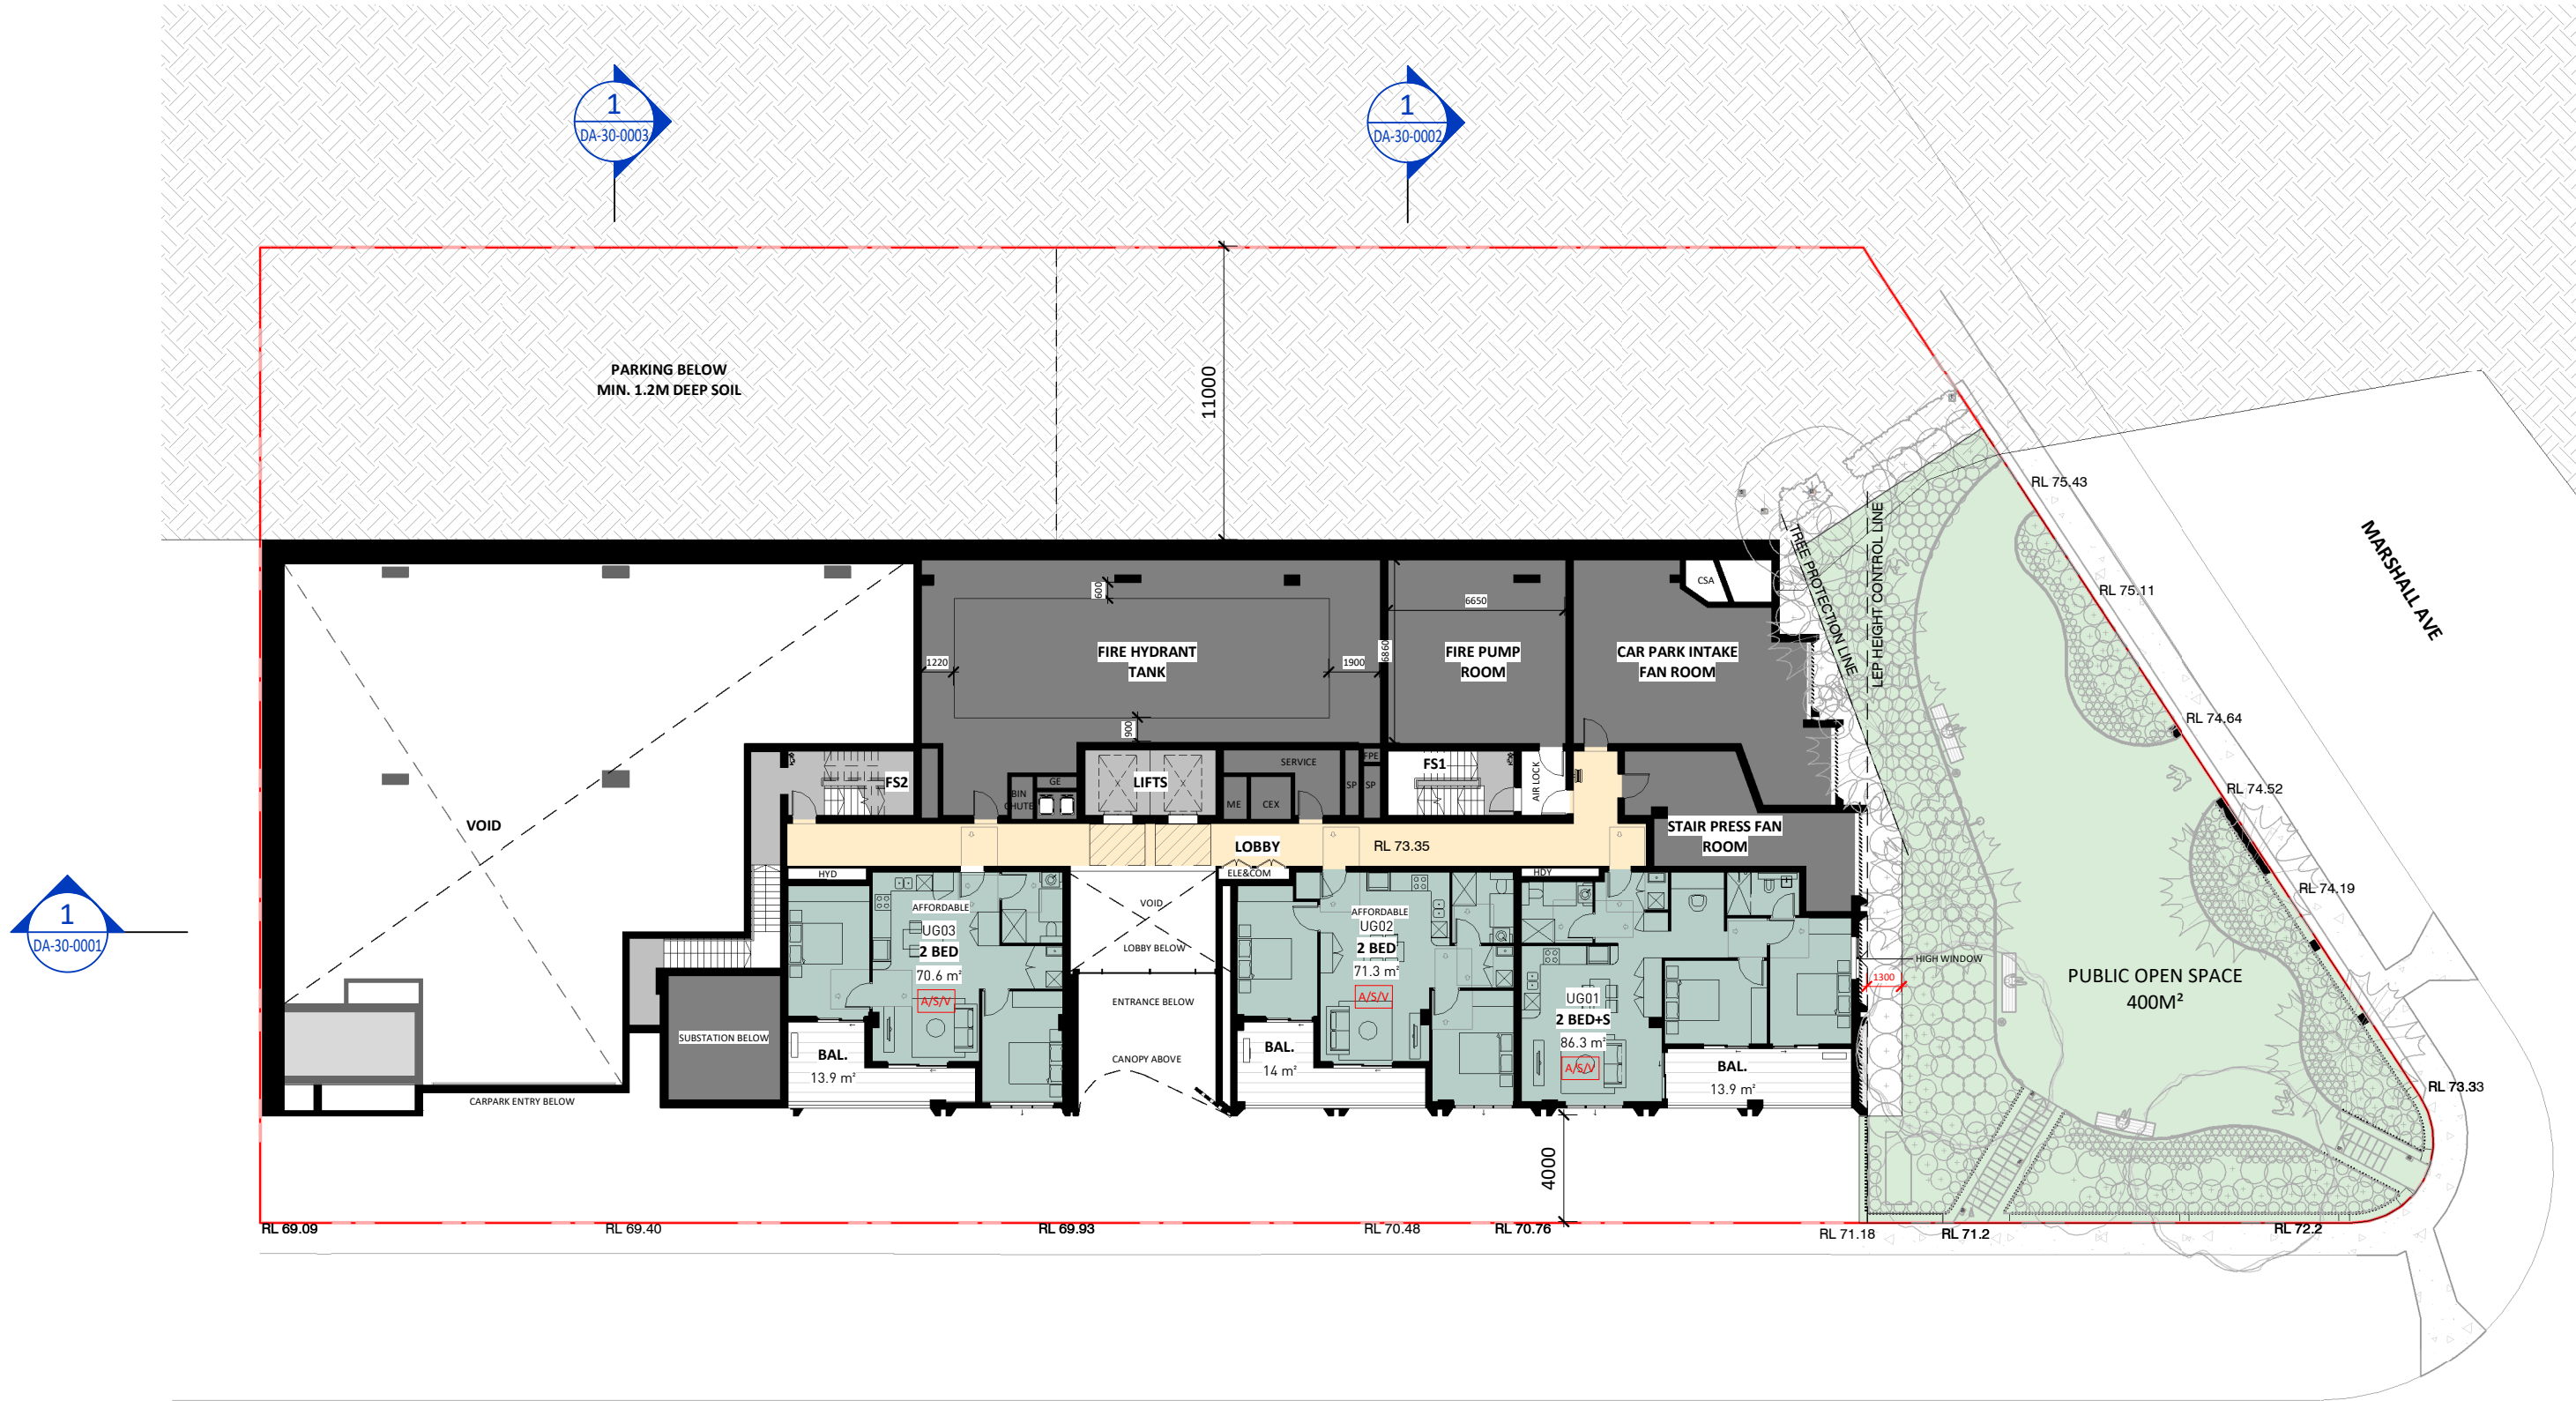 1
DA-30-0003
1
DA-30-0002
11000
PARKING BELOW
MIN. 1.2M DEEP SOIL
RL 75.43
MARSHALL AVE
RL 75.11
TREE PROTECTION LINE
LEP HEIGHT CONTROL LINE
CSA
600
6650
FIRE HYDRANT
TANK
1220
1900
6860
FIRE PUMP
ROOM
CAR PARK INTAKE
FAN ROOM
900
RL 74.64
FS2
GE
BIN
CHUTE
LIFTS
SERVICE
ME
CEX
SP
FPE
SP
FS1
AIR LOCK
RL 74.52
VOID
LOBBY
RL 73.35
STAIR PRESS FAN
ROOM
HYD
ELE&COM
HDY
RL 74.19
1
DA-30-0001
AFFORDABLE
UG03
2 BED
70.6 m²
A/S/V
VOID
LOBBY BELOW
ENTRANCE BELOW
CANOPY ABOVE
AFFORDABLE
UG02
2 BED
71.3 m²
A/S/V
UG01
2 BED+S
86.3 m²
A/S/V
HIGH WINDOW
1300
PUBLIC OPEN SPACE
400M²
SUBSTATION BELOW
BAL.
13.9 m²
BAL.
14 m²
BAL.
13.9 m²
RL 73.33
CARPARK ENTRY BELOW
4000
RL 69.09
RL 69.40
RL 69.93
RL 70.48
RL 70.76
RL 71.18
RL 71.2
RL 72.2